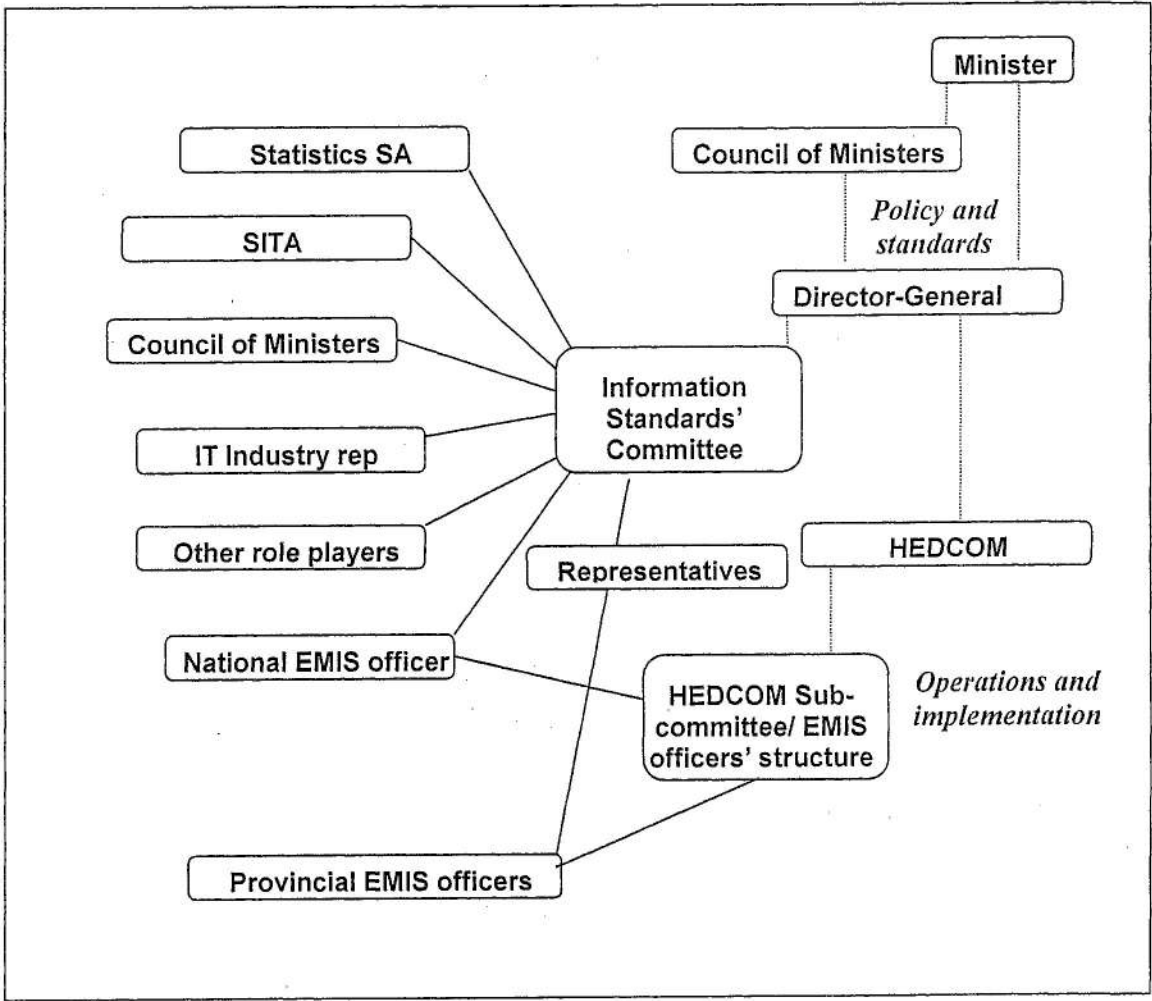 Minister
Statistics SA
Council of Ministers
SITA
Policy and
standards
Director-General
Council of Ministers
Information
Standards'
Committee
IT Industry rep
Other role players
HEDCOM
Representatives
National EMIS officer
HEDCOM Sub-
committee/ EMIS
officers' structure
Operations and
implementation
Provincial EMIS officers